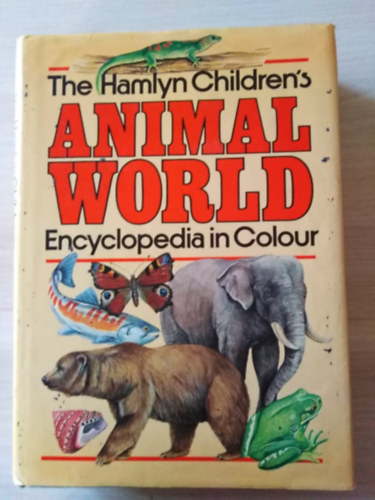 The Hamlyn Children's
ANIMAL
WORLD
Encyclopedia in Colour